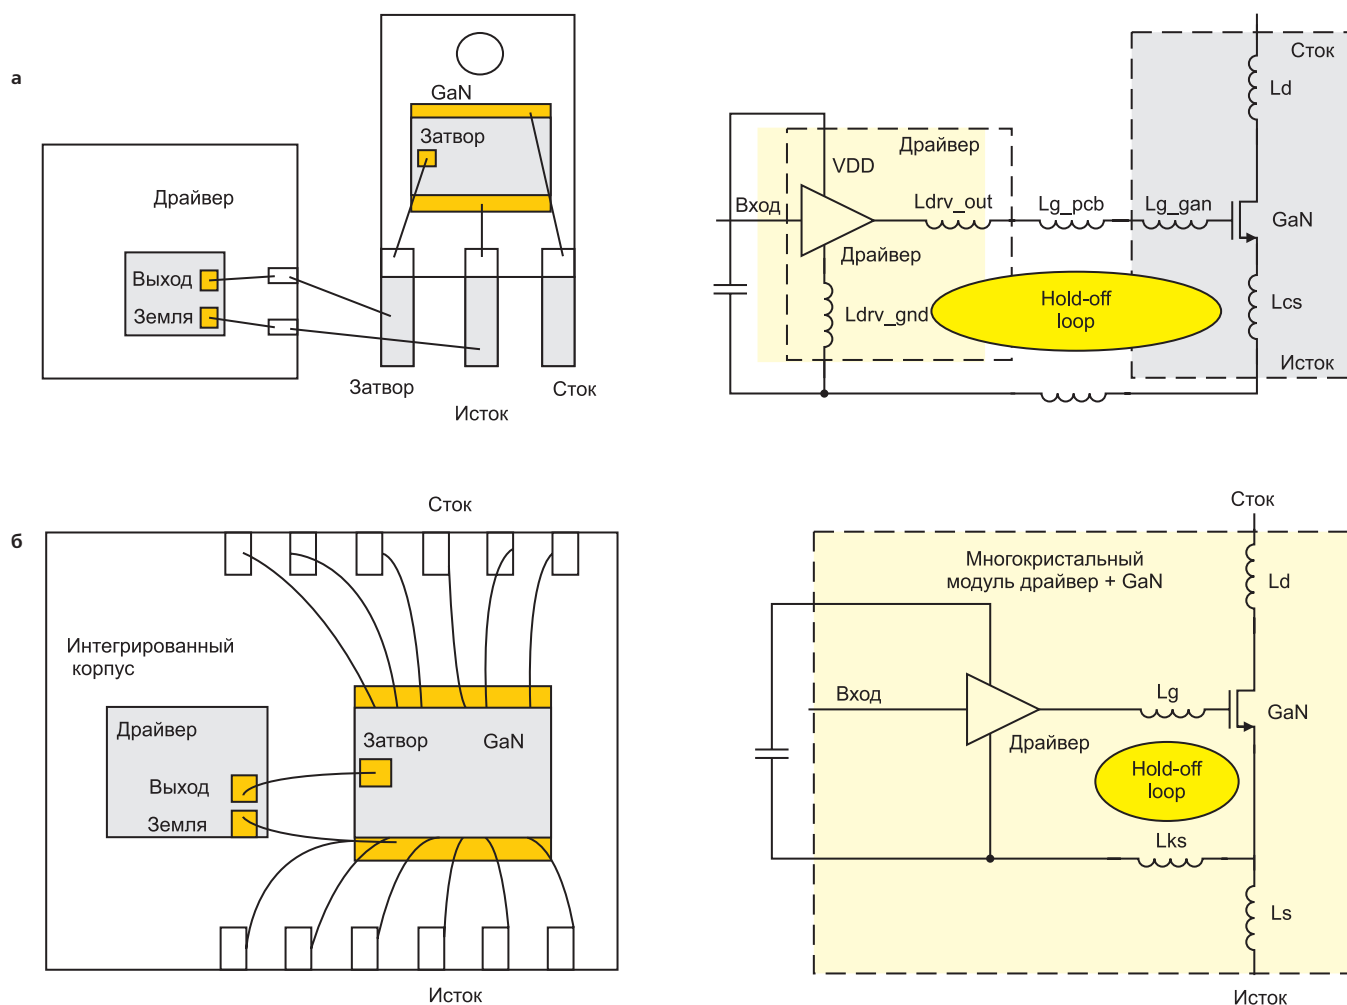 а
GaN
Затвор
Драйвер
Выход
Земля
Затвор
Исток
Сток
Сток
Ld
Драйвер
VDD
Вход
Ldrv_out
Lg_pcb
Lg_gan
GaN
Драйвер
Hold-off
loop
Lcs
Ldrv_gnd
Исток
б
Сток
Интегрированный
корпус
Драйвер
Затвор
GaN
Выход
Земля
Исток
Сток
Многокристальный
модуль драйвер + GaN
Ld
Вход
Lg
GaN
Драйвер
Hold-off
loop
Lks
Ls
Исток